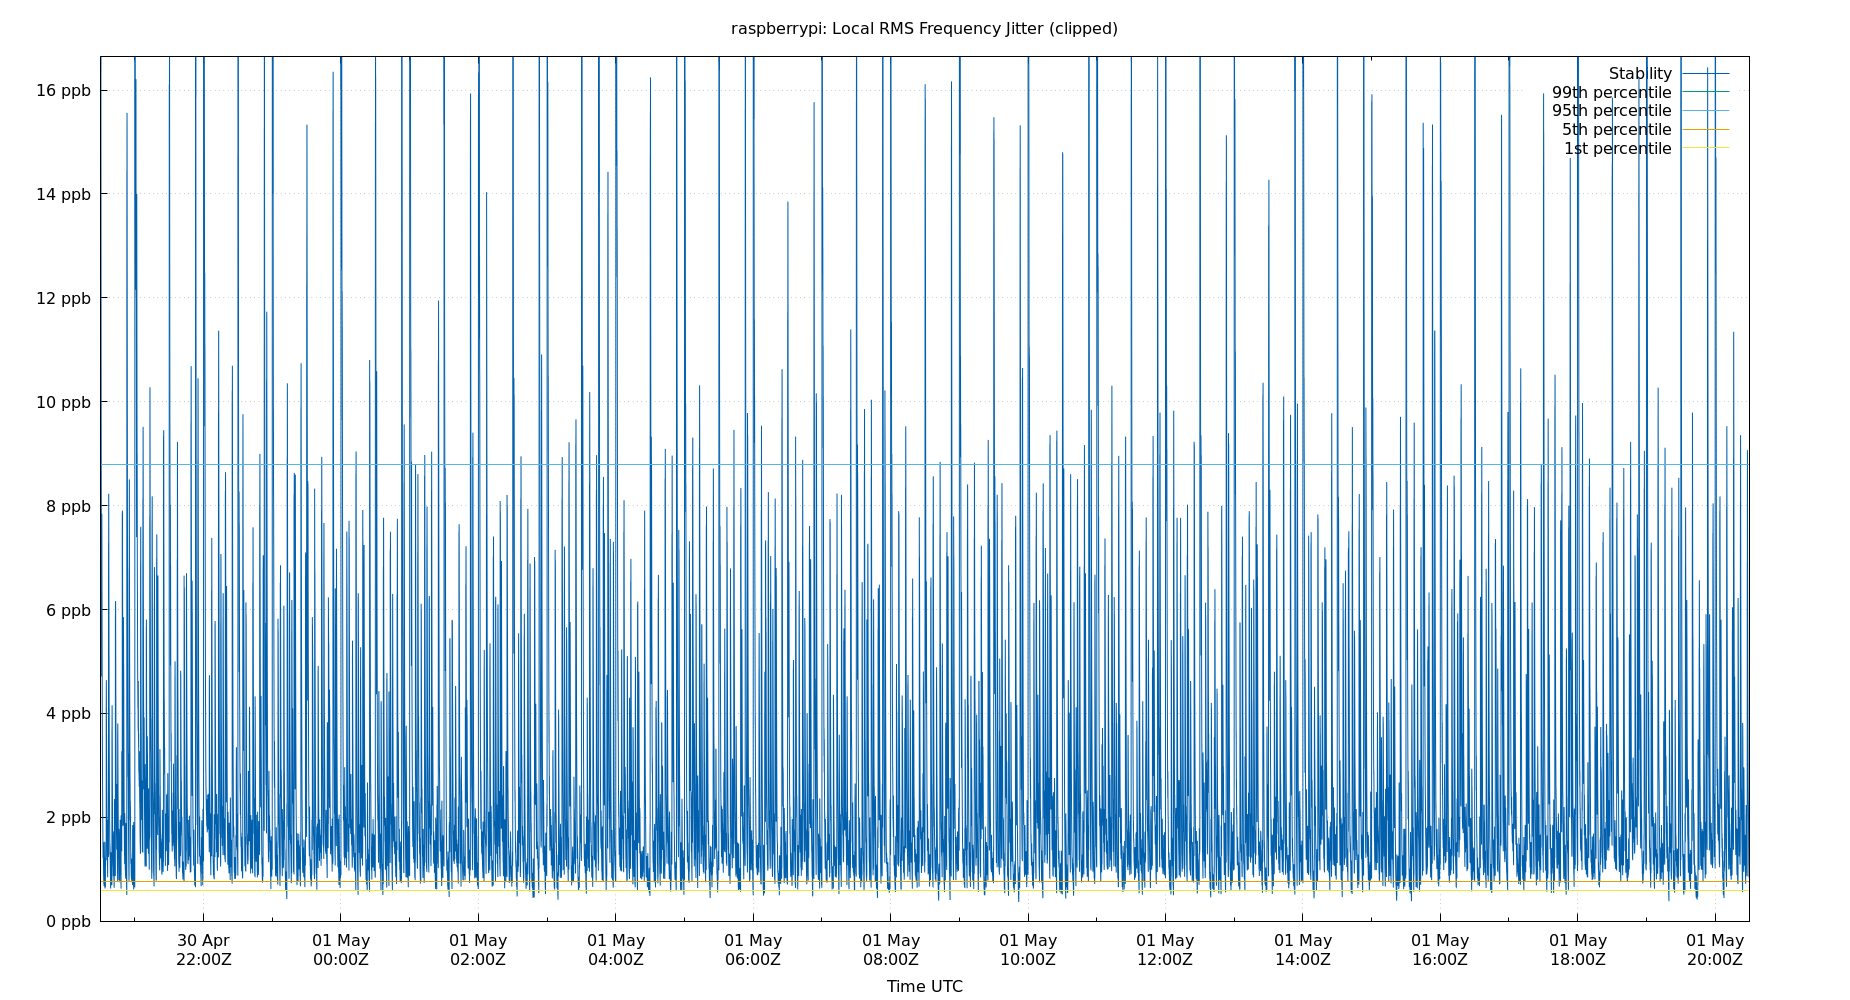 raspberrypi: Local RMS Frequency Jitter (clipped)
16 ppb
14 ppb
12 ppb
10 ppb
8 ppb
6 ppb
4 ppb
2 ppb
0 ppb
Stability
99th percentile
95th percentile
5th percentile
1st percentile
30 Apr 01 May 01 May 01 May 01 May 01 May 01 May 01 May 01 May 01 May 01 May 01 May
22:00Z 00:00Z 02:00Z 04:00Z 06:00Z 08:00Z 10:00Z 12:00Z 14:00Z 16:00Z 18:00Z 20:00Z
Time UTC